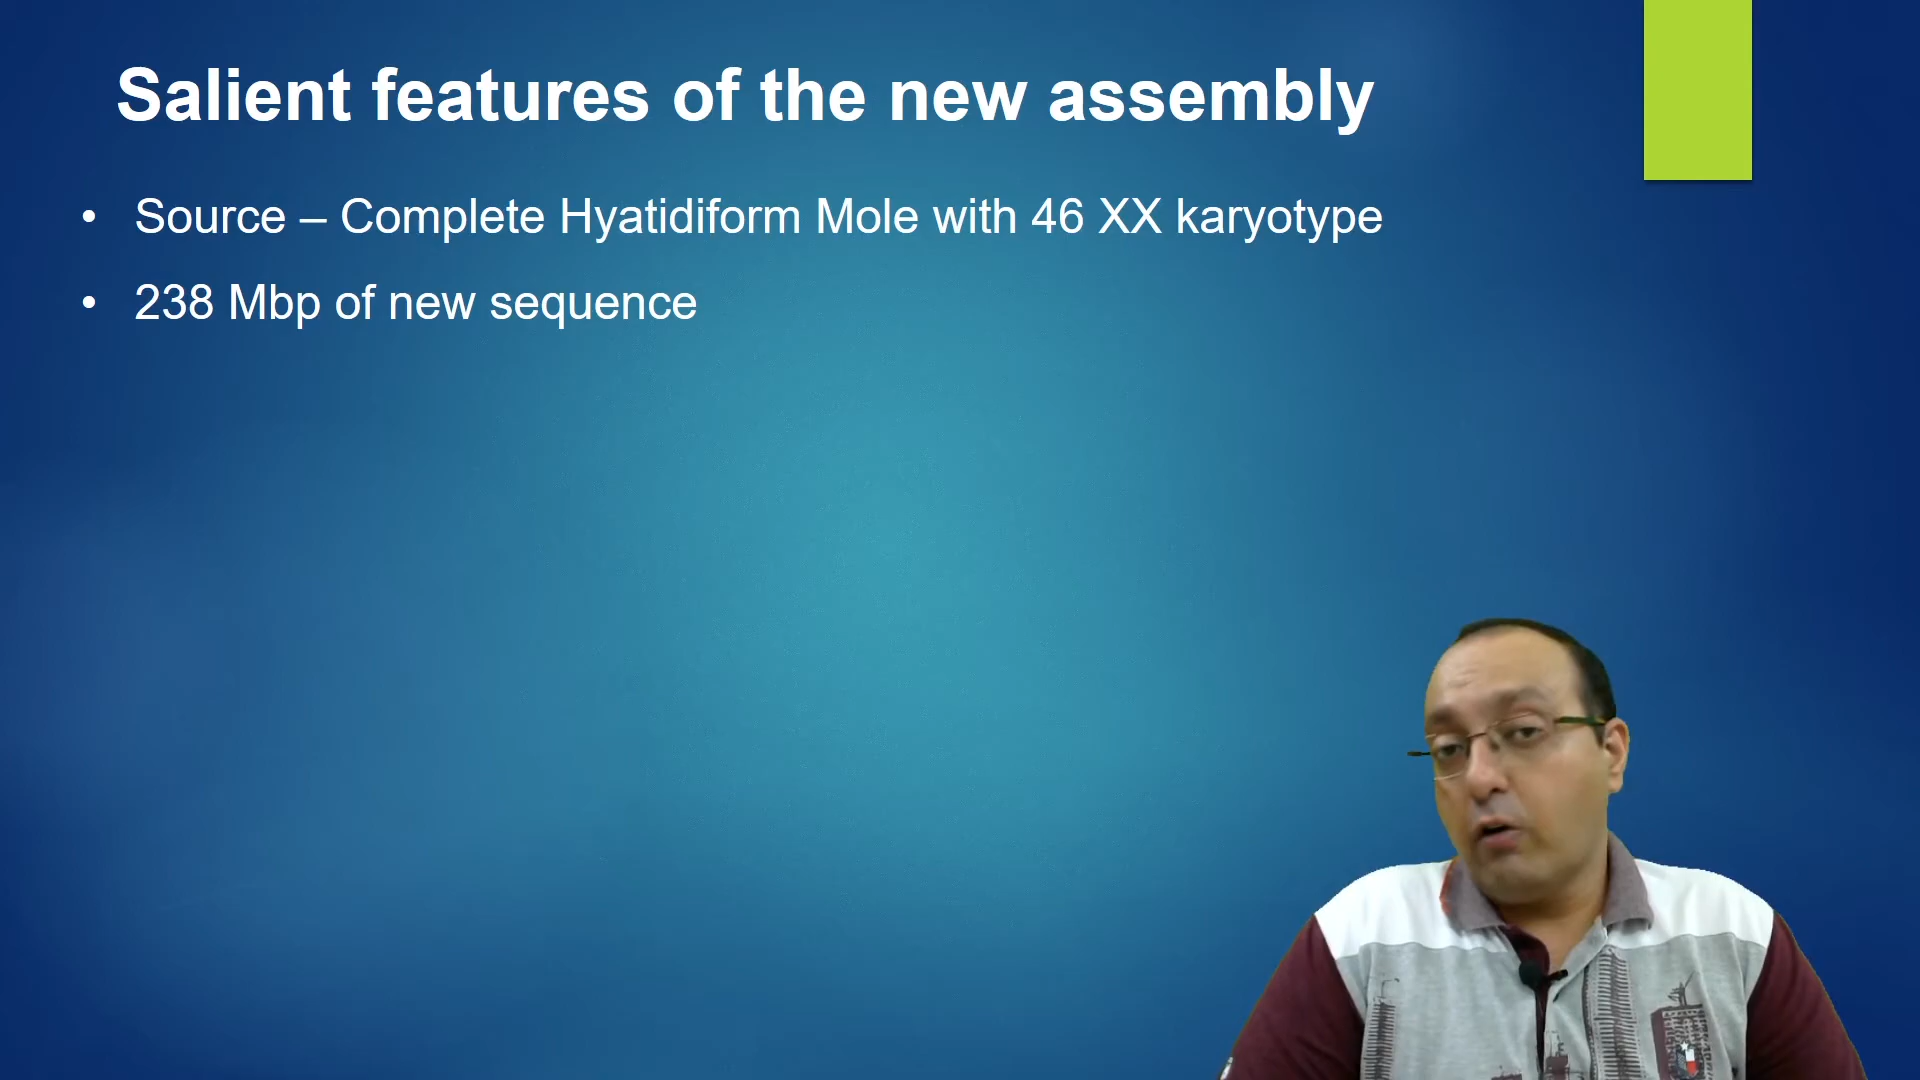 Salient features of the new assembly
• Source – Complete Hyatidiform Mole with 46 XX karyotype
• 238 Mbp of new sequence